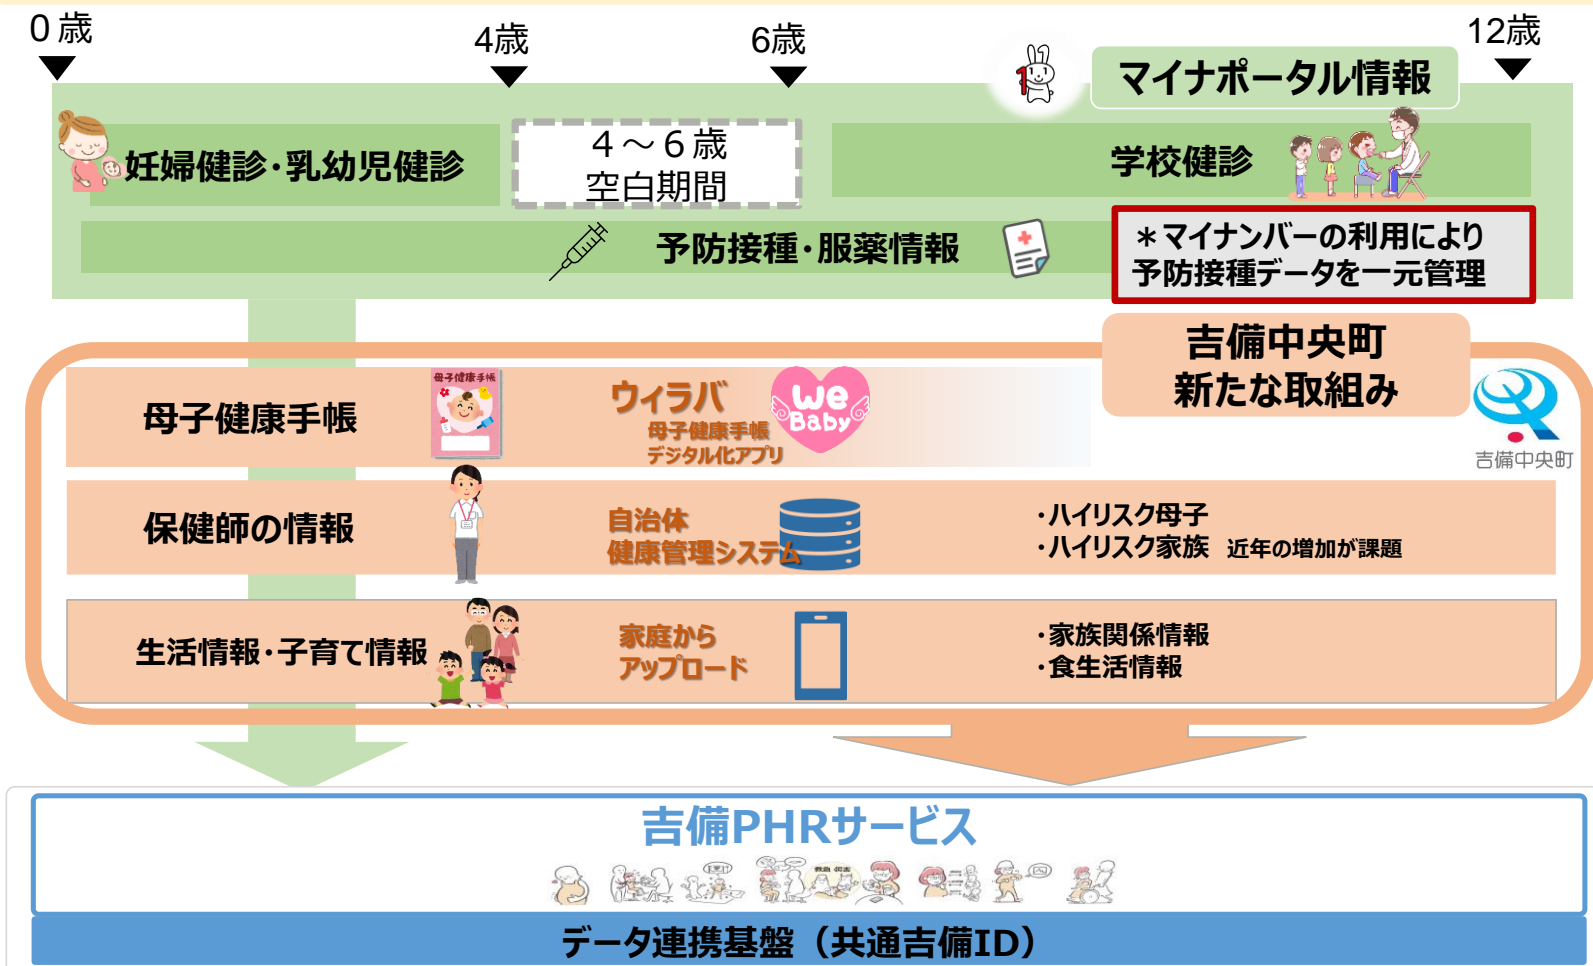 ０歳
4歳
6歳
12歳
マイナポータル情報
妊婦健診・乳幼児健診
４～６歳
空白期間
学校健診
予防接種・服薬情報
＊マイナンバーの利用により
予防接種データを一元管理
吉備中央町
新たな取組み
母子健康手帳
母子健康手帳
ウィラバ
母子健康手帳
デジタル化アプリ
We
Baby
吉備中央町
保健師の情報
自治体
健康管理システム
・ハイリスク母子
・ハイリスク家族 近年の増加が課題
生活情報・子育て情報
家庭から
アップロード
・家族関係情報
・食生活情報
吉備PHRサービス
データ連携基盤（共通吉備ID）